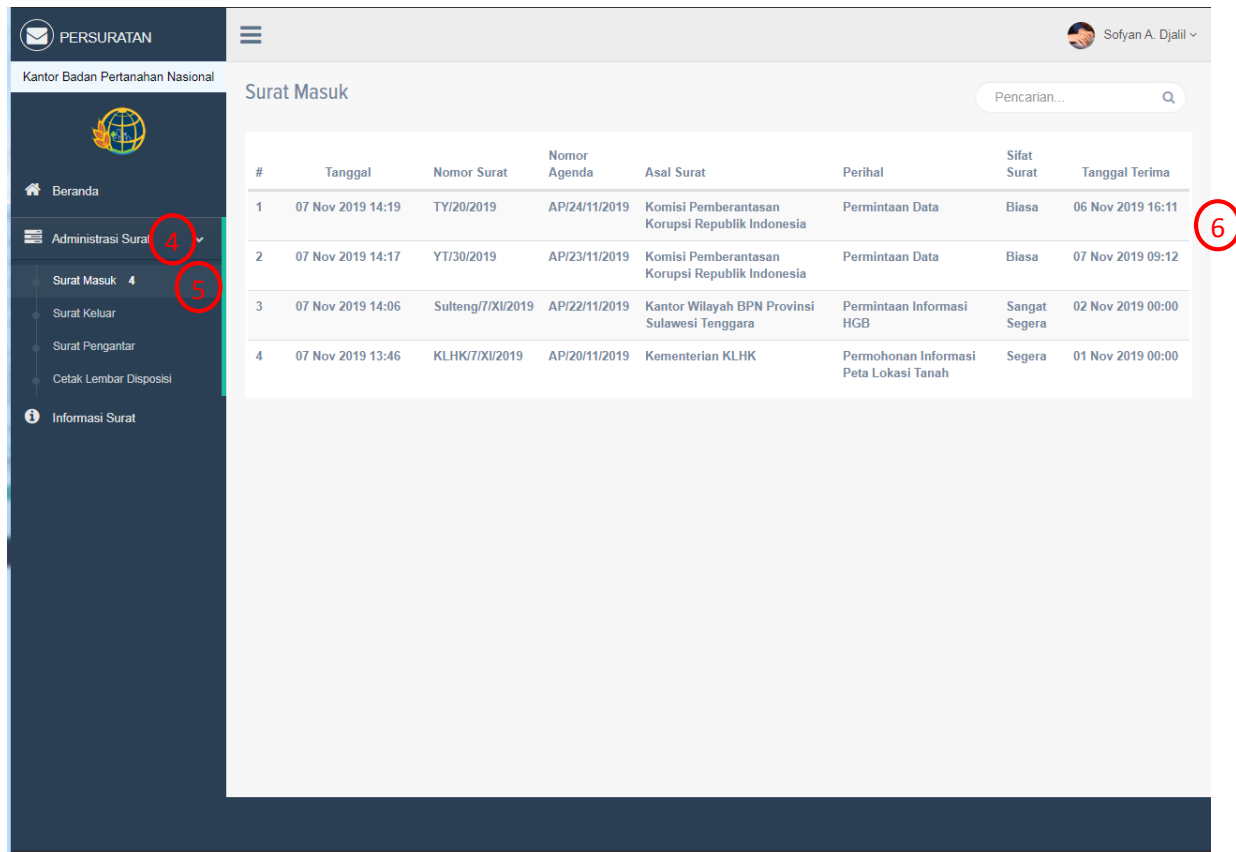 PERSURATAN
Sofyan A. Djalil
Kantor Badan Pertanahan Nasional
Surat Masuk
Pencarian...
Beranda
Administrasi Surat
4
Surat Masuk 4
5
Surat Keluar
Surat Pengantar
Cetak Lembar Disposisi
Informasi Surat
# Tanggal Nomor Surat Nomor Agenda Asal Surat Perihal Sifat Surat Tanggal Terima
1 07 Nov 2019 14:19 TY/20/2019 AP/24/11/2019 Komisi Pemberantasan Korupsi Republik Indonesia Permintaan Data Biasa 06 Nov 2019 16:11
6
2 07 Nov 2019 14:17 YT/30/2019 AP/23/11/2019 Komisi Pemberantasan Korupsi Republik Indonesia Permintaan Data Biasa 07 Nov 2019 09:12
3 07 Nov 2019 14:06 Sulteng/7/XI/2019 AP/22/11/2019 Kantor Wilayah BPN Provinsi Sulawesi Tenggara Permintaan Informasi HGB Sangat Segera 02 Nov 2019 00:00
4 07 Nov 2019 13:46 KLHK/7/XI/2019 AP/20/11/2019 Kementerian KLHK Permohonan Informasi Peta Lokasi Tanah Segera 01 Nov 2019 00:00